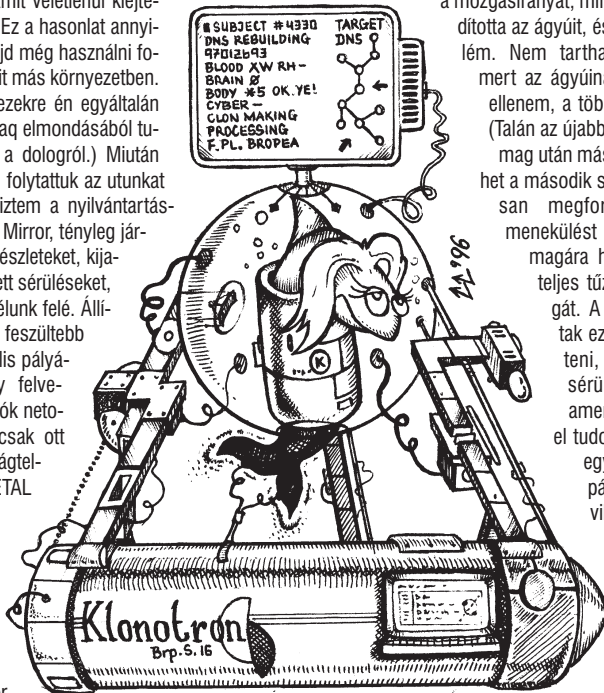 amit véletlenül kiejte-
Ez a hasonlat annyi-
jd még használni fo-
it más környezetben.
ezekre én egyáltalán
aq elmondásából tu-
a dologról.) Miután
folytattuk az utunkat
iztem a nyilvántartás-
Mirror, tényleg jár-
észleteket, kija-
ett sérüléseket,
élunk felé. Állí-
feszültebb
lis pályá-
y felve-
ók neto-
csak ott
ágtel-
ETAL
SUBJECT #4330
DNS REBUILDING
97012693
BLOOD XW RH-
BRAIN Ø
BODY *5 OK.YE!
CYBER -
CLON MAKING
PROCESSING
F.PL. BROPEA
TARGET
DNS
K
96
Klonotron
Brp. S. 16
a mozgásirányát, min
dította az ágyúit, és
lém. Nem tartha
mert az ágyúina
ellenem, a töb
(Talán az újabb
mag után más
het a második s
san megfor
menekülést
magára h
teljes tűz
gát. A
tak ez
teni,
sérü
amer
el tudo
egy
pá
vi